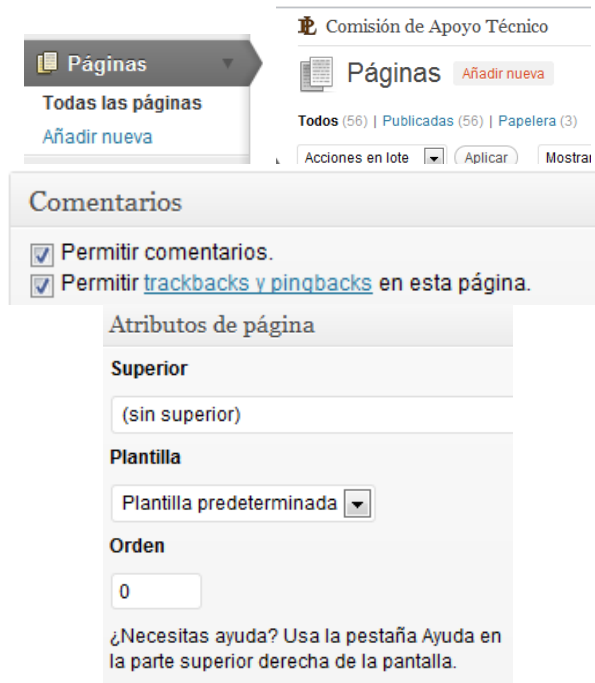 Páginas
Todas las páginas
Añadir nueva
Comisión de Apoyo Técnico
Páginas Añadir nueva
Todos (56) | Publicadas (56) | Papelera (3)
Acciones en lote Aplicar Mostrar
Comentarios
Permitir comentarios.
Permitir trackbacks y pingbacks en esta página.
Atributos de página
Superior
(sin superior)
Plantilla
Plantilla predeterminada
Orden
0
¿Necesitas ayuda? Usa la pestaña Ayuda en
la parte superior derecha de la pantalla.